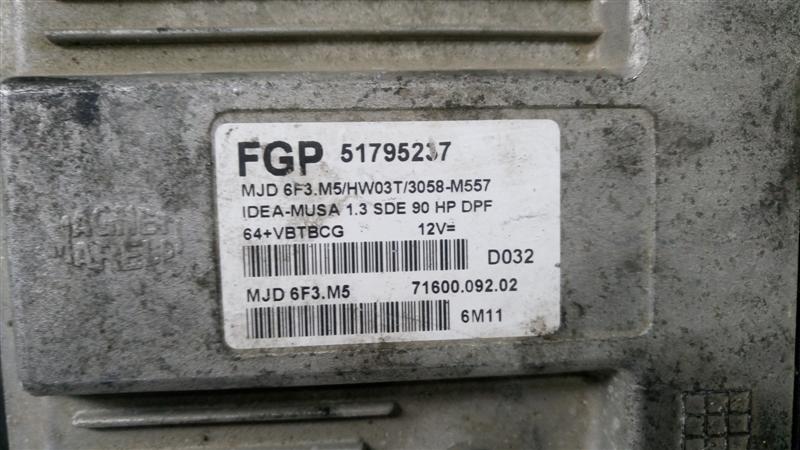 FGP 51795237
MJD 6F3.M5/HW03T/3058-M557
IDEA-MUSA 1.3 SDE 90 HP DPF
64+VBTBCG 12V=
D032
MJD 6F3.M5 71600.092.02
6M11
MAGNETI
MARELLI